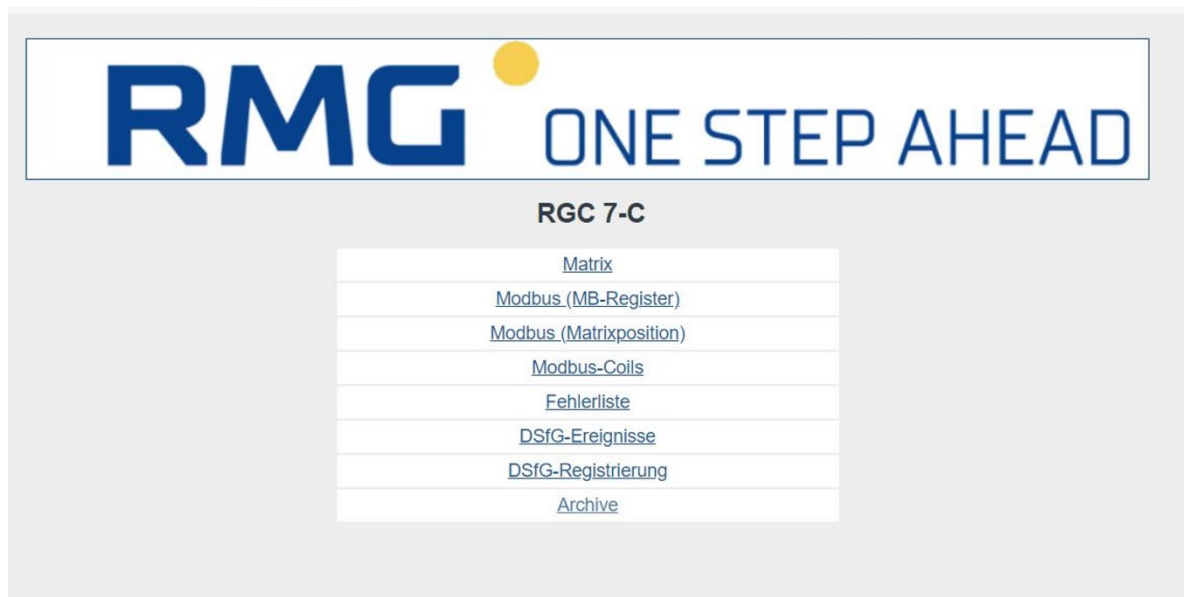 RMG ONE STEP AHEAD
RGC 7-C
Matrix
Modbus (MB-Register)
Modbus (Matrixposition)
Modbus-Coils
Fehlerliste
DSfG-Ereignisse
DSfG-Registrierung
Archive